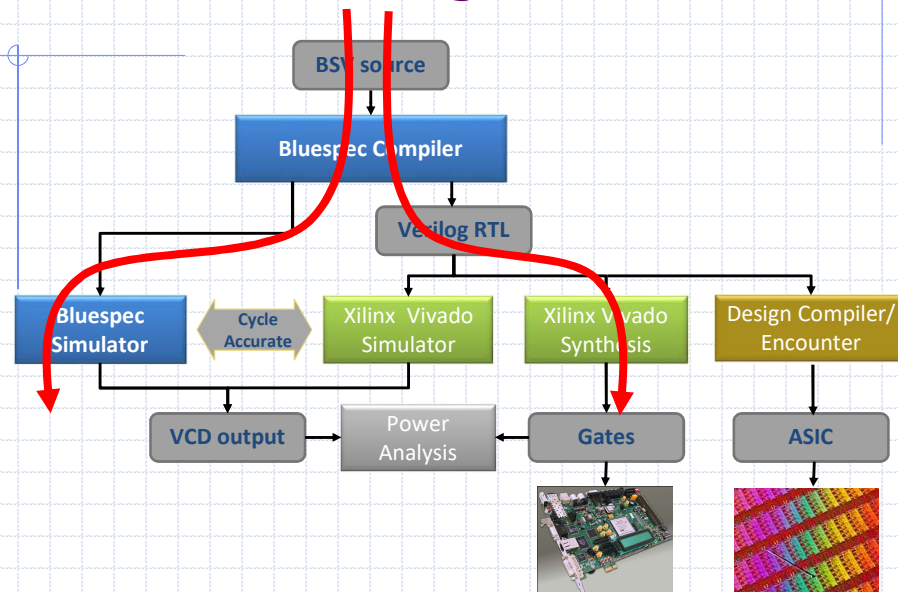 BSV source
Bluespec Compiler
Verilog RTL
Bluespec
Simulator
Cycle
Accurate
Xilinx Vivado
Simulator
Xilinx Vivado
Synthesis
Design Compiler/
Encounter
VCD output
Power
Analysis
Gates
ASIC